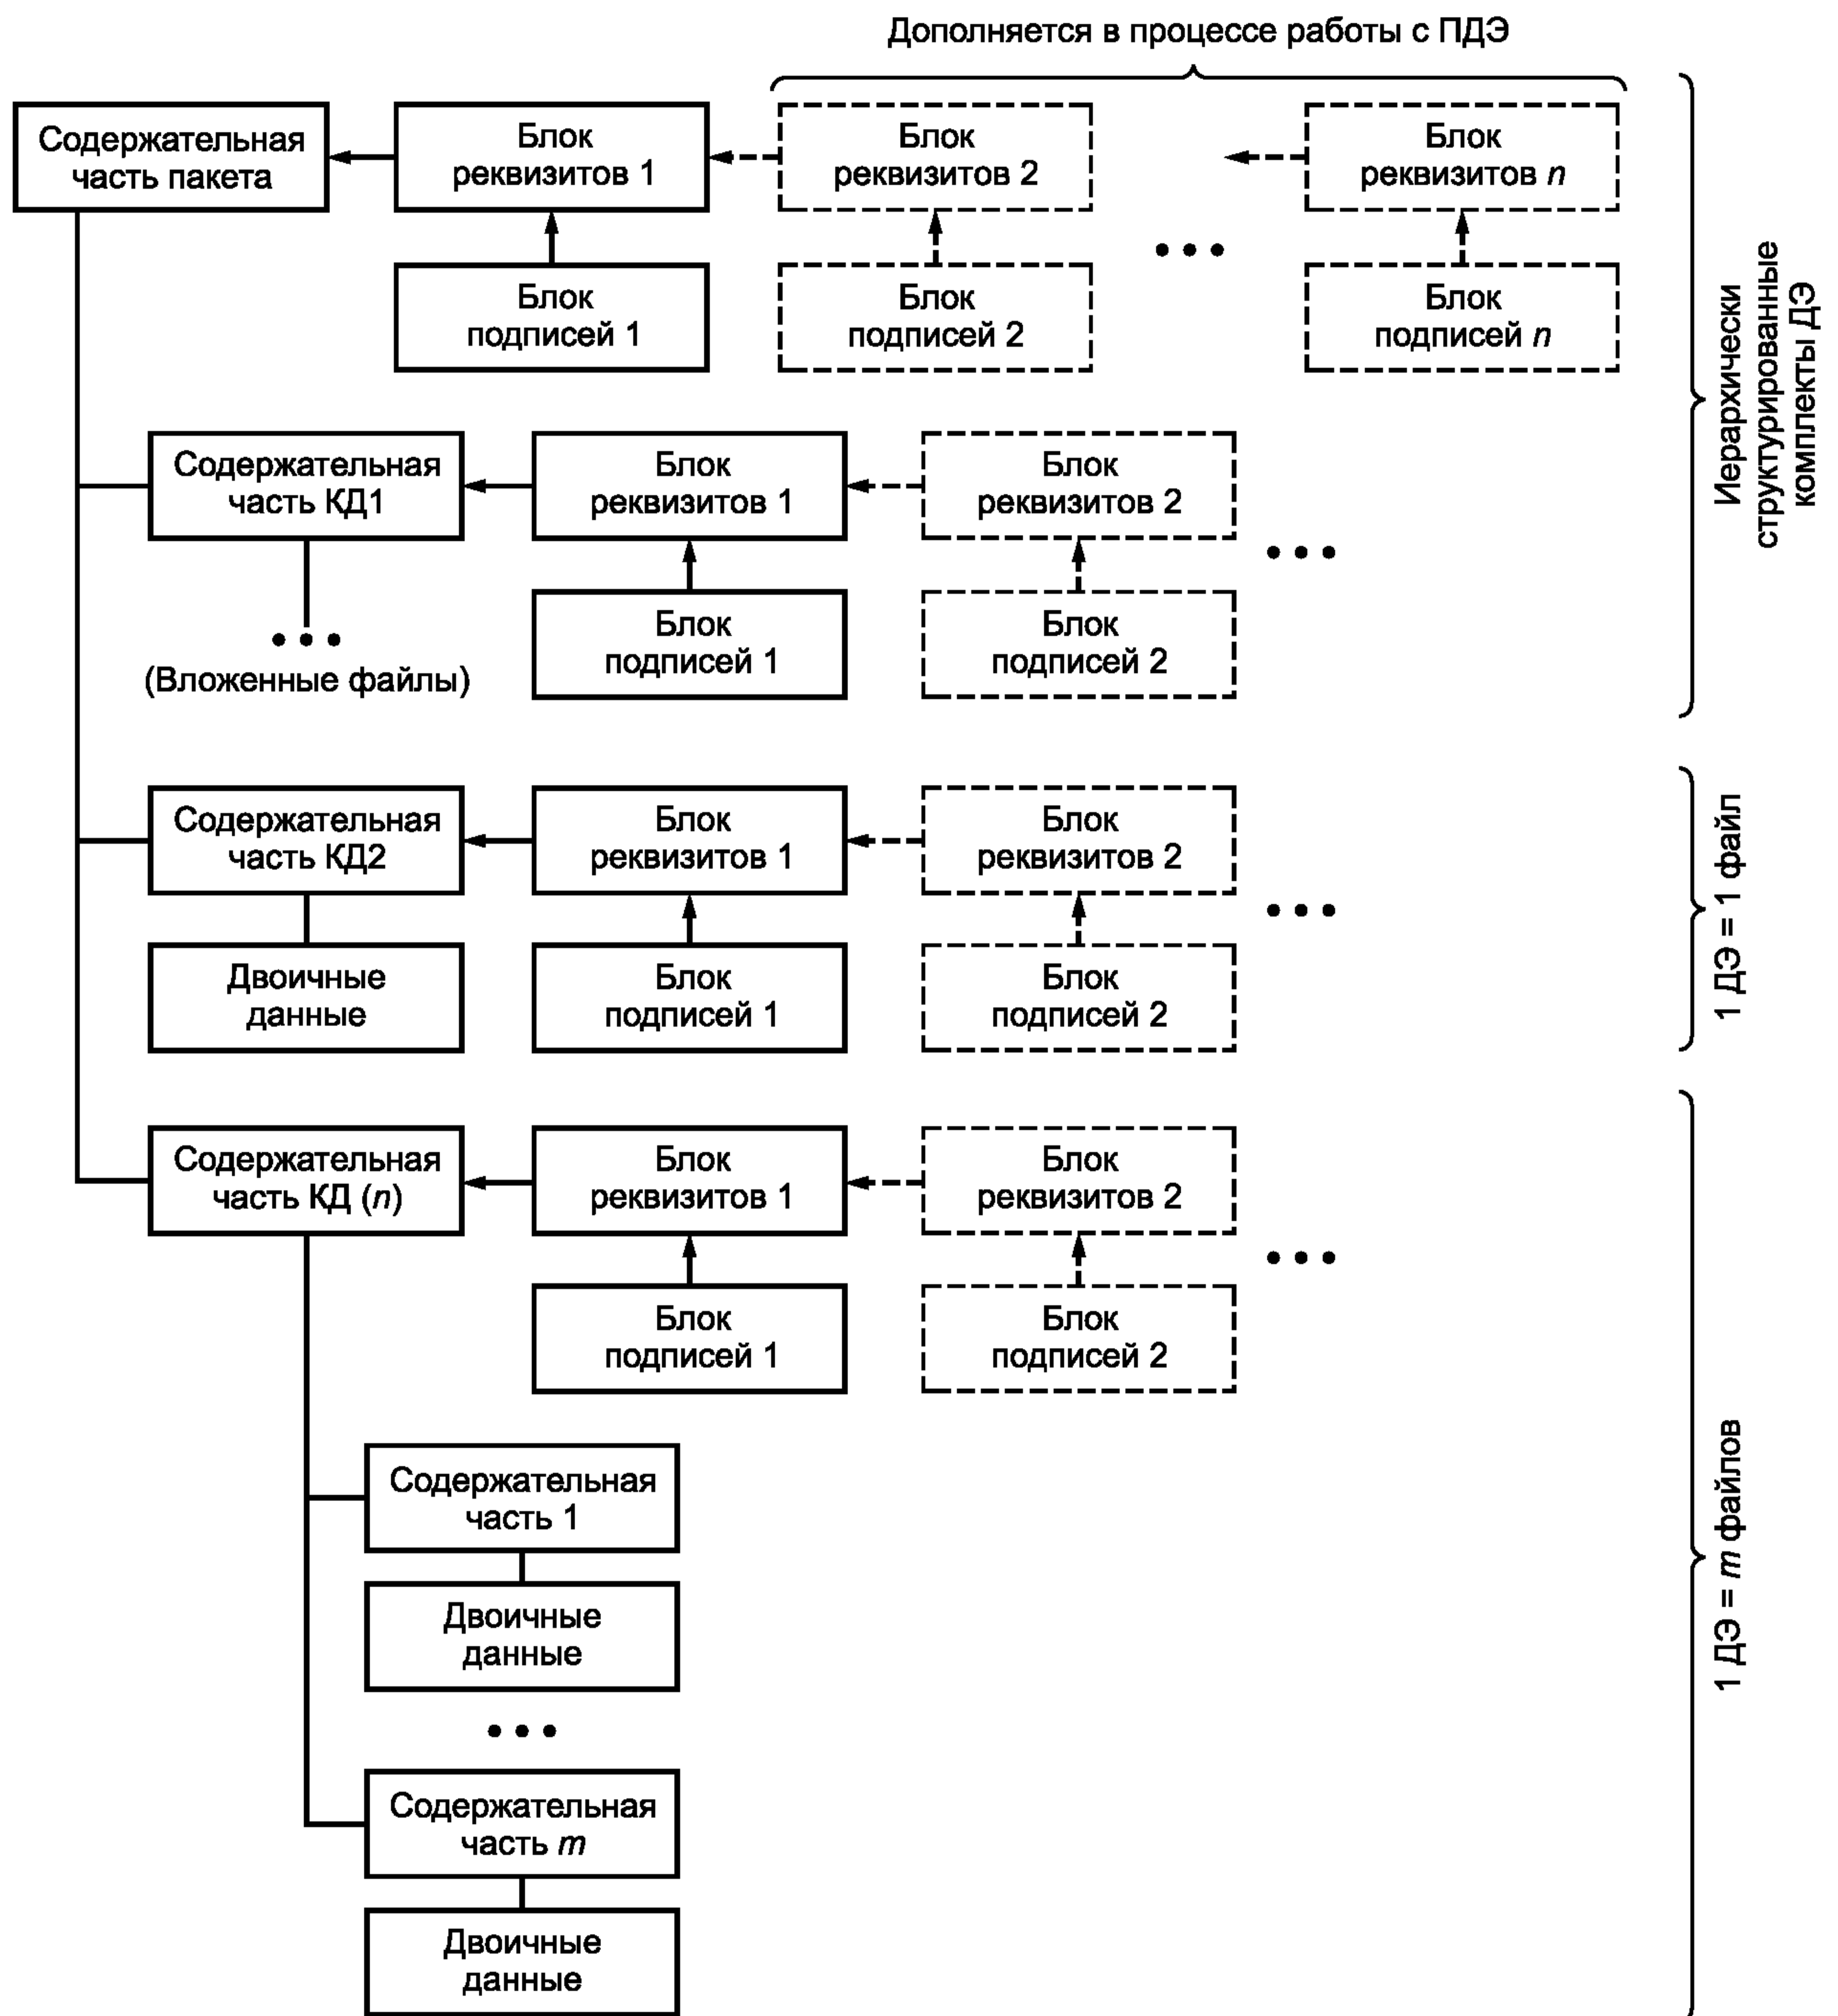 Дополняется в процессе работы с ПДЭ
Содержательная
часть пакета
Блок
реквизитов 1
Блок
реквизитов 2
Блок
реквизитов n
Блок
подписей 1
Блок
подписей 2
• • •
Блок
подписей n
Иерархически
структурированные
комплекты ДЭ
Содержательная
часть КД1
Блок
реквизитов 1
Блок
реквизитов 2
• • •
• • •
(Вложенные файлы)
Блок
подписей 1
Блок
подписей 2
Содержательная
часть КД2
Блок
реквизитов 1
Блок
реквизитов 2
• • •
Двоичные
данные
Блок
подписей 1
Блок
подписей 2
1 ДЭ = 1 файл
Содержательная
часть КД (n)
Блок
реквизитов 1
Блок
реквизитов 2
• • •
Блок
подписей 1
Блок
подписей 2
Содержательная
часть 1
Двоичные
данные
• • •
Содержательная
часть m
Двоичные
данные
1 ДЭ = m файлов